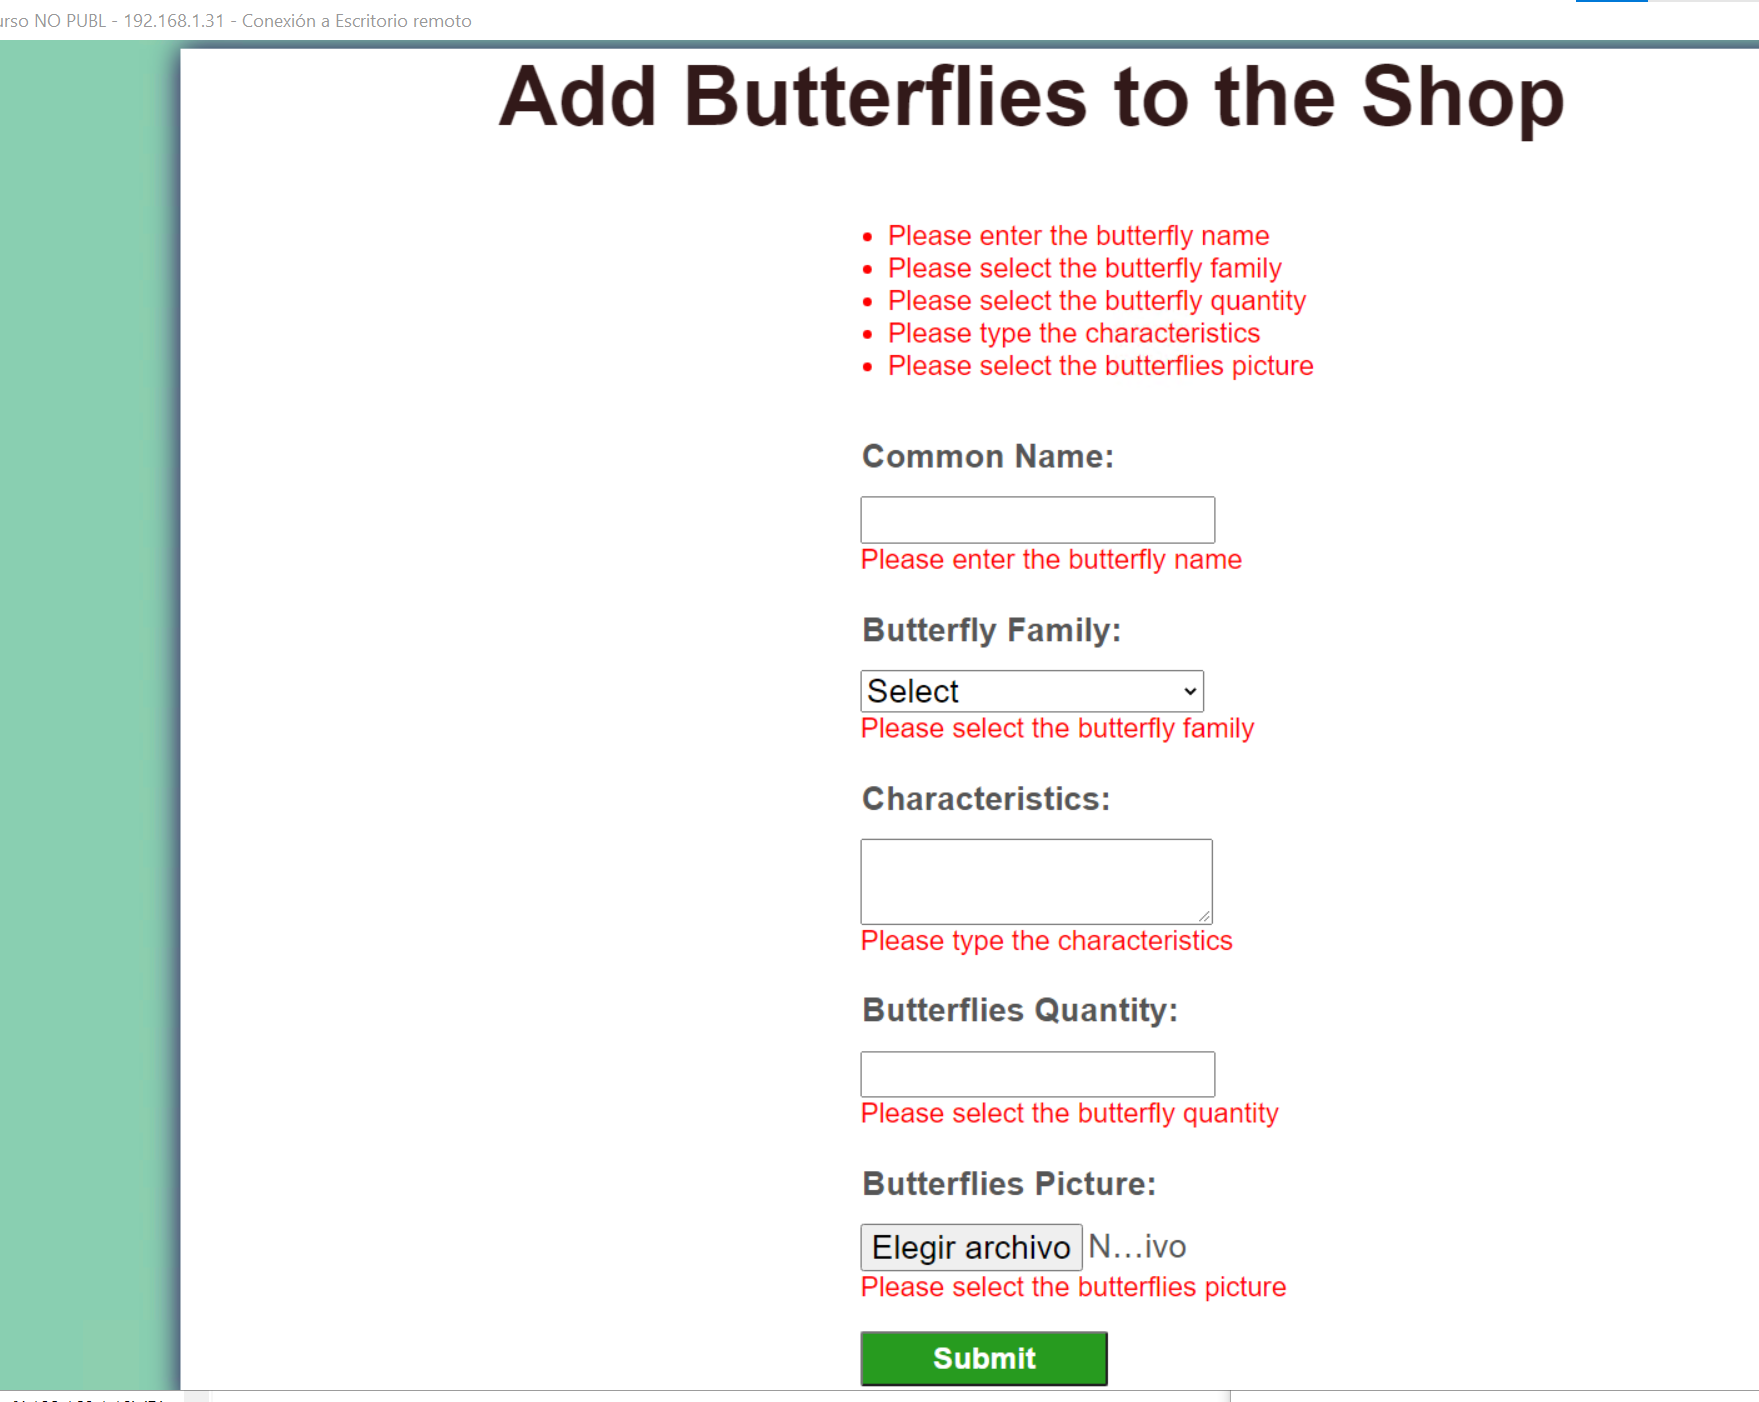 NO PUBL - 192.168.1.31 - Conexión a Escritorio remoto
Add Butterflies to the Shop
• Please enter the butterfly name
• Please select the butterfly family
• Please select the butterfly quantity
• Please type the characteristics
• Please select the butterflies picture
Common Name:
Please enter the butterfly name
Butterfly Family:
Select
Please select the butterfly family
Characteristics:
Please type the characteristics
Butterflies Quantity:
Please select the butterfly quantity
Butterflies Picture:
Elegir archivo N...ivo
Please select the butterflies picture
Submit